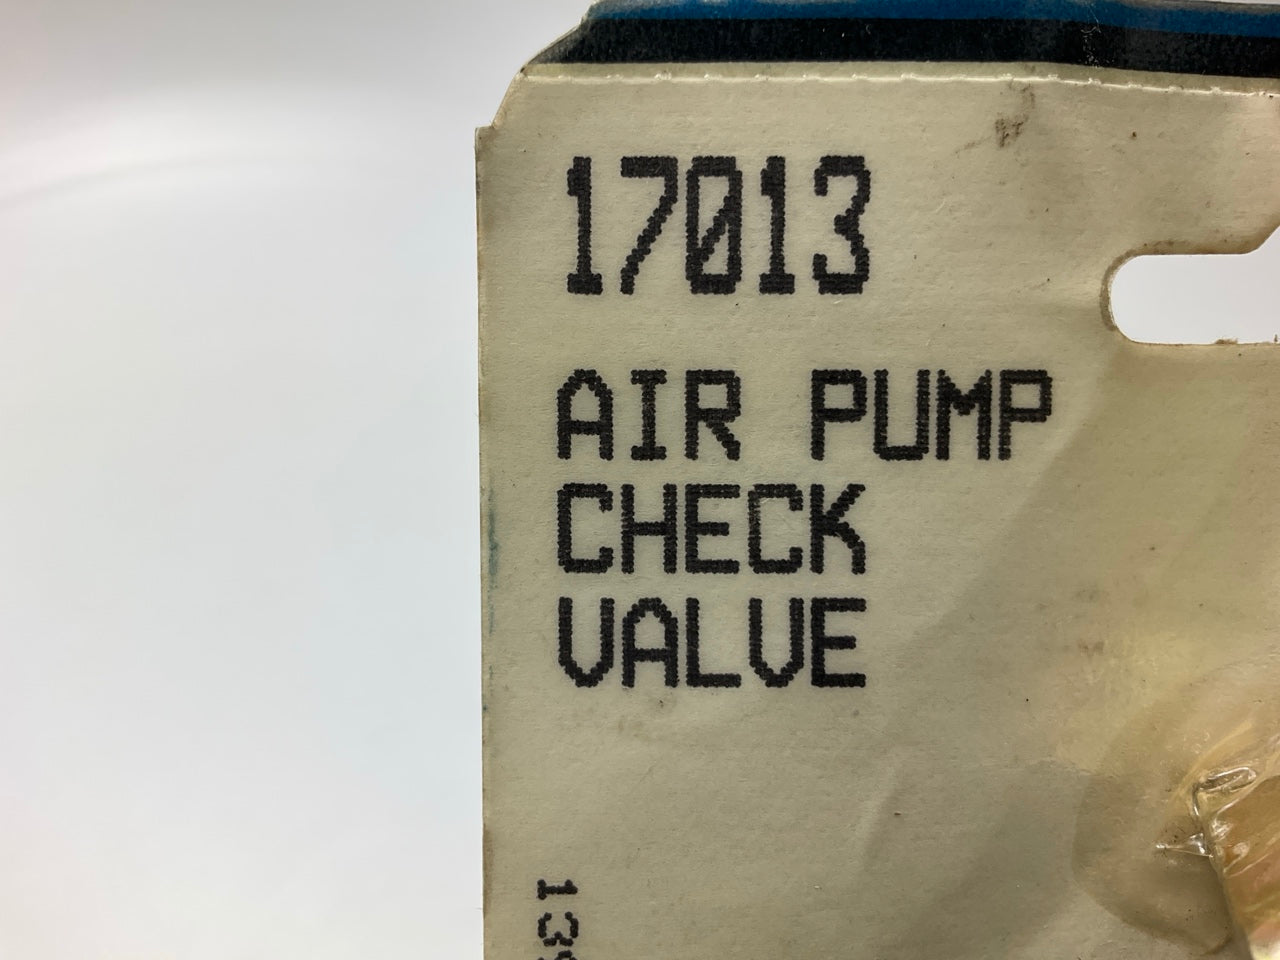 17013
AIR PUMP
CHECK
VALVE